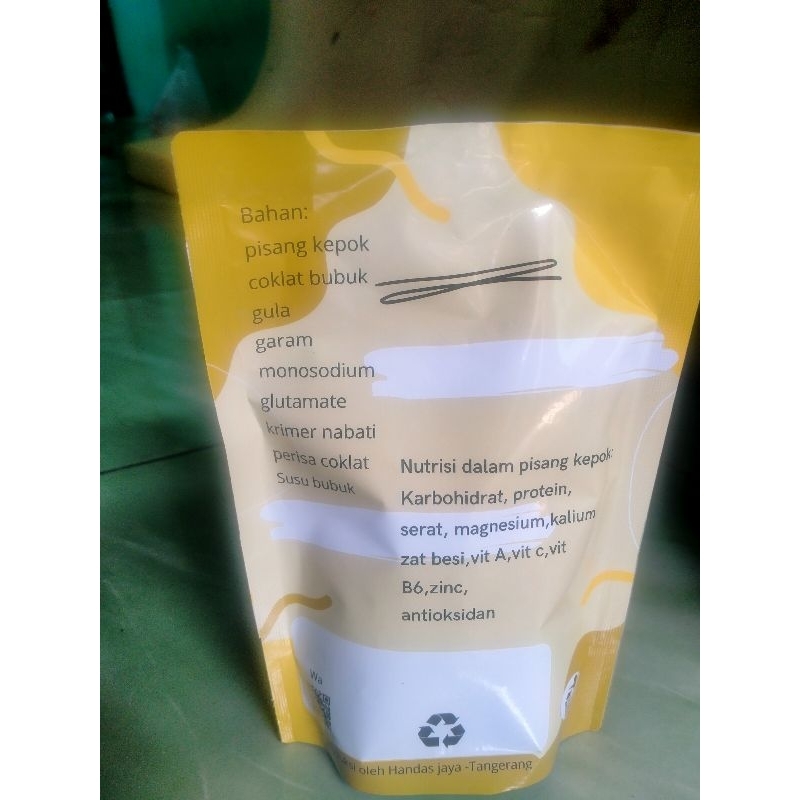 Bahan:
pisang kepok
coklat bubuk
gula
garam
monosodium
glutamate
krimer nabati
perisa coklat
Susu bubuk
Nutrisi dalam pisang kepok:
Karbohidrat, protein,
serat, magnesium,kalium
zat besi,vit A,vit c,vit
B6,zinc,
antioksidan
Wa
oleh Handas jaya -Tangerang